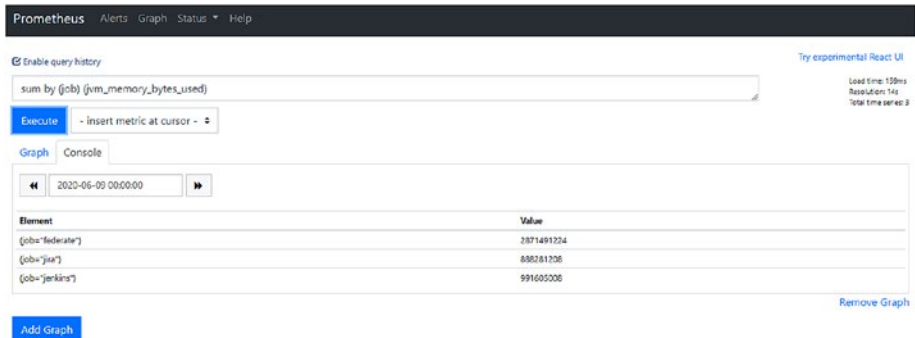 Prometheus Alerts Graph Status Help
Enable query history
Try experimental React UI
sum by (job) (jvm_memory_bytes_used)
Load time: 159ms
Resolution: 14s
Total time series: 3
Execute
- insert metric at cursor -
Graph Console
2020-06-09 00:00:00
Element Value
{job="federate"} 2871491224
{job="jira"} 888281208
{job="jenkins"} 991605008
Remove Graph
Add Graph